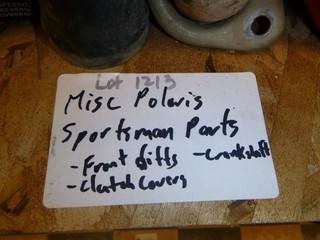 Lot 1213
Misc Polaris
Sportsman Parts
-Front diffs -Crankshaft
-Clutch Covers